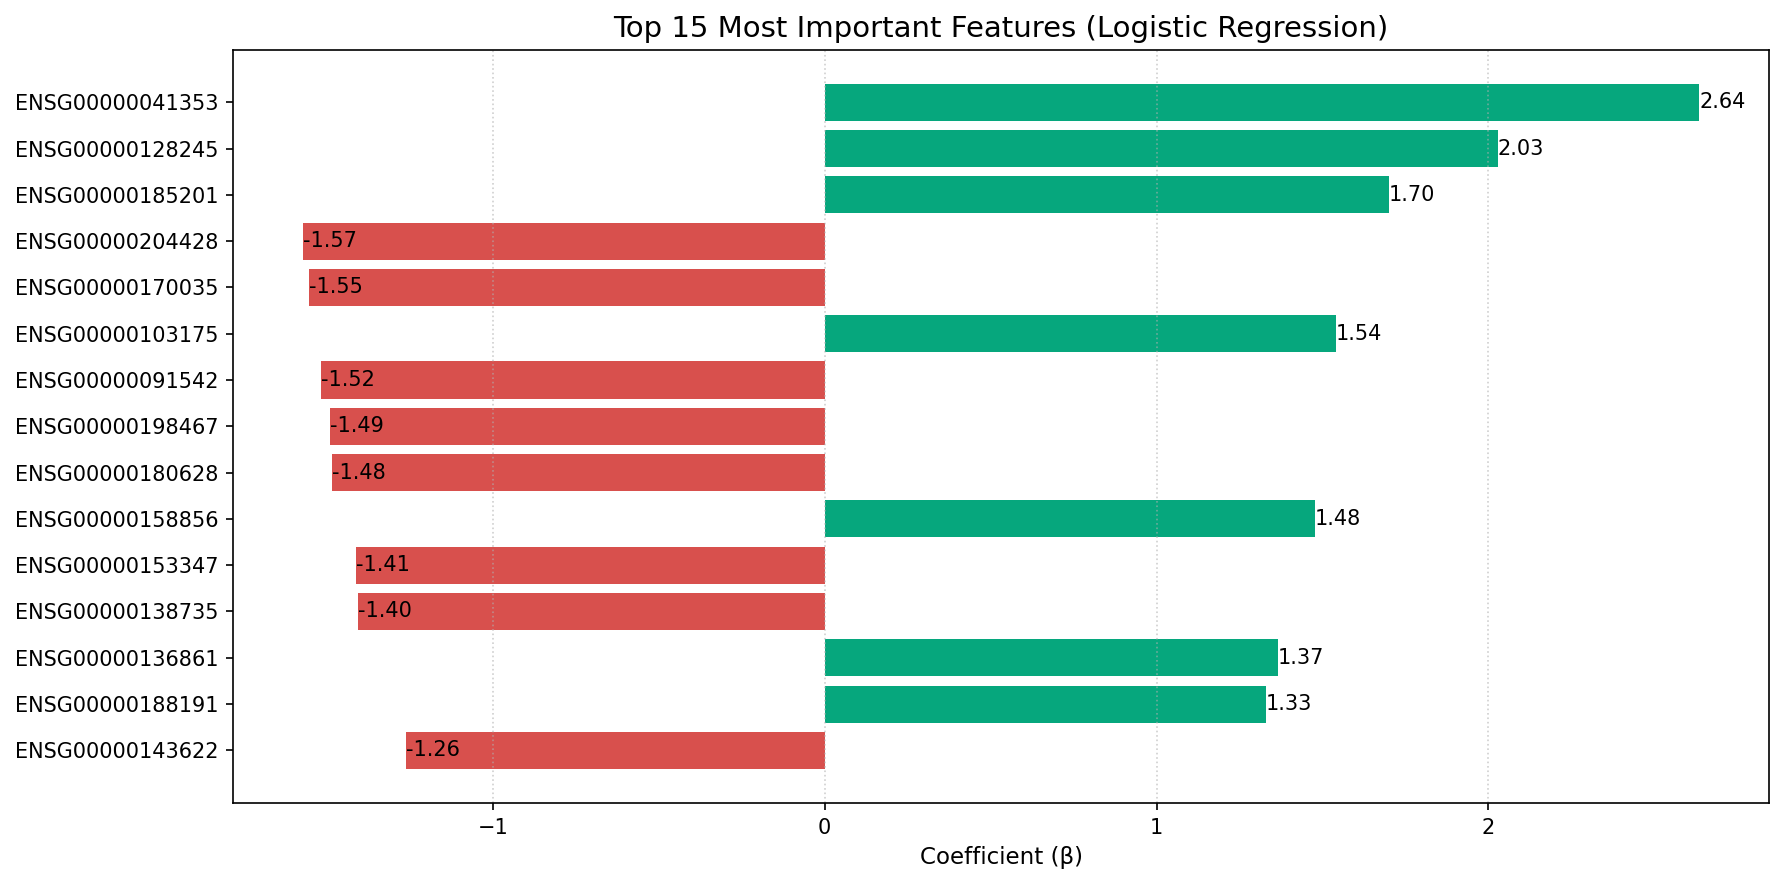 Top 15 Most Important Features (Logistic Regression)
ENSG00000041353 2.64
ENSG00000128245 2.03
ENSG00000185201 1.70
ENSG00000204428 -1.57
ENSG00000170035 -1.55
ENSG00000103175 1.54
ENSG00000091542 -1.52
ENSG00000198467 -1.49
ENSG00000180628 -1.48
ENSG00000158856 1.48
ENSG00000153347 -1.41
ENSG00000138735 -1.40
ENSG00000136861 1.37
ENSG00000188191 1.33
ENSG00000143622 -1.26
−1 0 1 2
Coefficient (β)